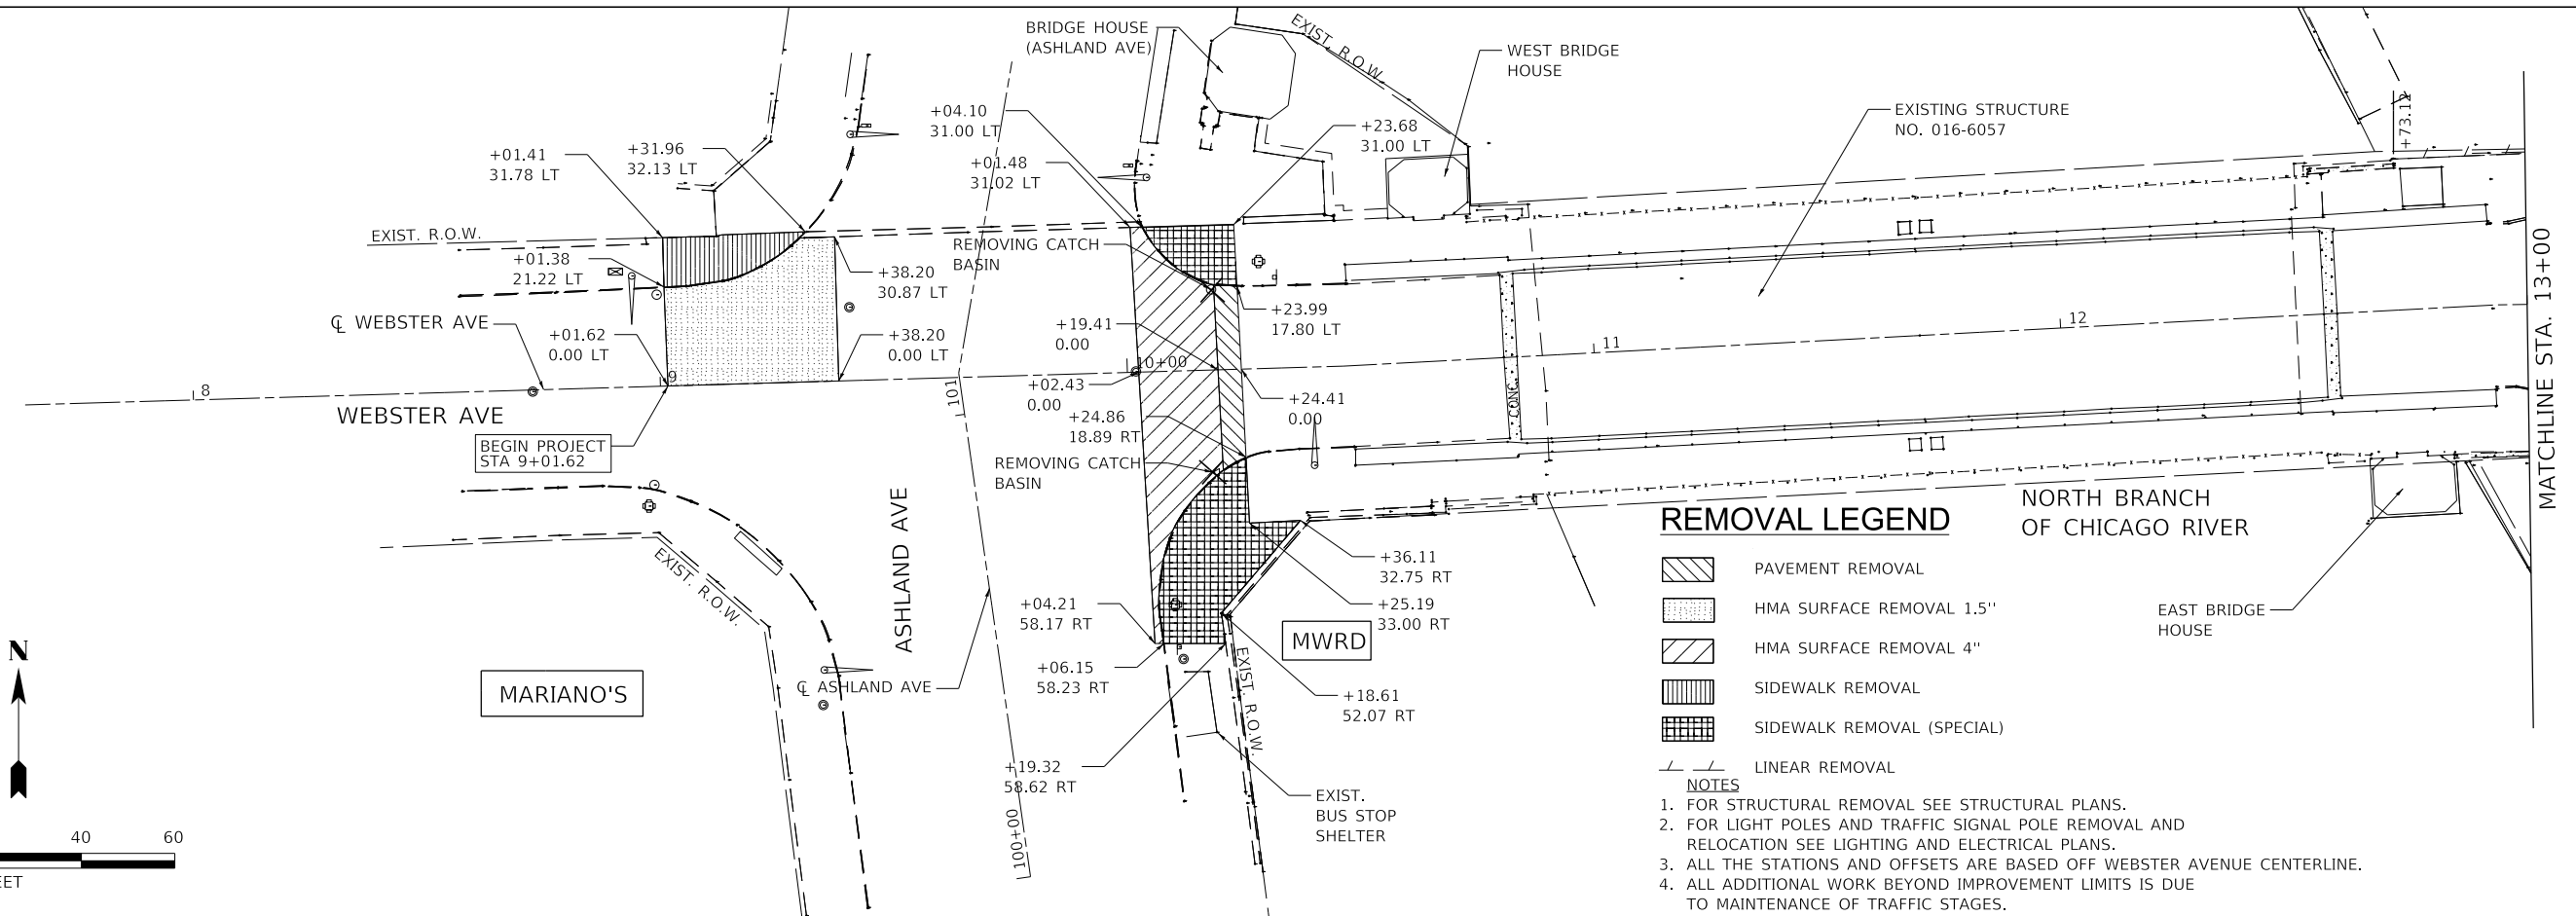 BRIDGE HOUSE
(ASHLAND AVE)
EXIST. R.O.W.
WEST BRIDGE
HOUSE
EXISTING STRUCTURE
NO. 016-6057
+73.12
+04.10
31.00 LT
+23.68
31.00 LT
+01.41
31.78 LT
+31.96
32.13 LT
+01.48
31.02 LT
EXIST. R.O.W.
REMOVING CATCH
BASIN
+01.38
21.22 LT
+38.20
30.87 LT
℄ WEBSTER AVE
+01.62
0.00 LT
+38.20
0.00 LT
+19.41
0.00
+23.99
17.80 LT
10+00
8
9
11
12
WEBSTER AVE
101
+02.43
0.00
+24.41
0.00
CONC.
+24.86
18.89 RT
BEGIN PROJECT
STA 9+01.62
REMOVING CATCH
BASIN
MATCHLINE STA. 13+00
NORTH BRANCH
OF CHICAGO RIVER
EXIST. R.O.W.
ASHLAND AVE
+36.11
32.75 RT
+25.19
33.00 RT
+04.21
58.17 RT
MWRD
EAST BRIDGE
HOUSE
+06.15
58.23 RT
℄ ASHLAND AVE
+18.61
52.07 RT
EXIST. R.O.W.
MARIANO'S
+19.32
58.62 RT
EXIST.
BUS STOP
SHELTER
100+00
N
40 60
REMOVAL LEGEND
PAVEMENT REMOVAL
HMA SURFACE REMOVAL 1.5''
HMA SURFACE REMOVAL 4''
SIDEWALK REMOVAL
SIDEWALK REMOVAL (SPECIAL)
LINEAR REMOVAL
NOTES
1. FOR STRUCTURAL REMOVAL SEE STRUCTURAL PLANS.
2. FOR LIGHT POLES AND TRAFFIC SIGNAL POLE REMOVAL AND
RELOCATION SEE LIGHTING AND ELECTRICAL PLANS.
3. ALL THE STATIONS AND OFFSETS ARE BASED OFF WEBSTER AVENUE CENTERLINE.
4. ALL ADDITIONAL WORK BEYOND IMPROVEMENT LIMITS IS DUE
TO MAINTENANCE OF TRAFFIC STAGES.